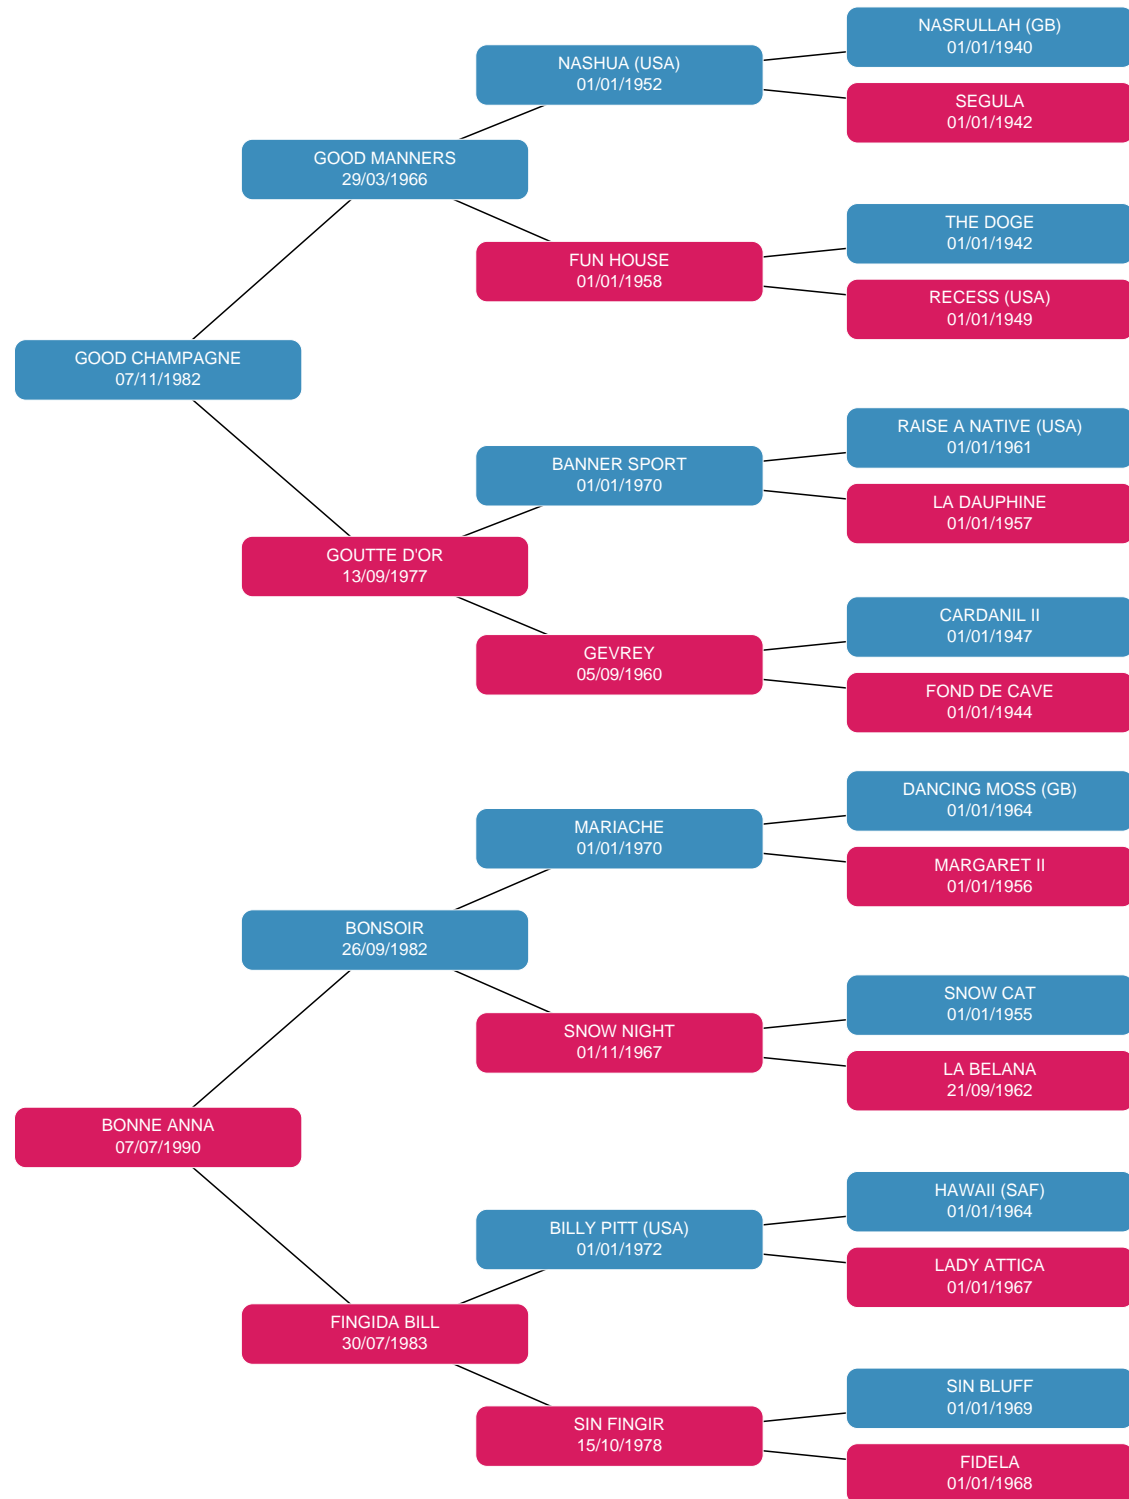 NASRULLAH (GB)
01/01/1940
NASHUA (USA)
01/01/1952
SEGULA
01/01/1942
GOOD MANNERS
29/03/1966
THE DOGE
01/01/1942
FUN HOUSE
01/01/1958
RECESS (USA)
01/01/1949
GOOD CHAMPAGNE
07/11/1982
RAISE A NATIVE (USA)
01/01/1961
BANNER SPORT
01/01/1970
LA DAUPHINE
01/01/1957
GOUTTE D'OR
13/09/1977
CARDANIL II
01/01/1947
GEVREY
05/09/1960
FOND DE CAVE
01/01/1944
DANCING MOSS (GB)
01/01/1964
MARIACHE
01/01/1970
MARGARET II
01/01/1956
BONSOIR
26/09/1982
SNOW CAT
01/01/1955
SNOW NIGHT
01/11/1967
LA BELANA
21/09/1962
BONNE ANNA
07/07/1990
HAWAII (SAF)
01/01/1964
BILLY PITT (USA)
01/01/1972
LADY ATTICA
01/01/1967
FINGIDA BILL
30/07/1983
SIN BLUFF
01/01/1969
SIN FINGIR
15/10/1978
FIDELA
01/01/1968